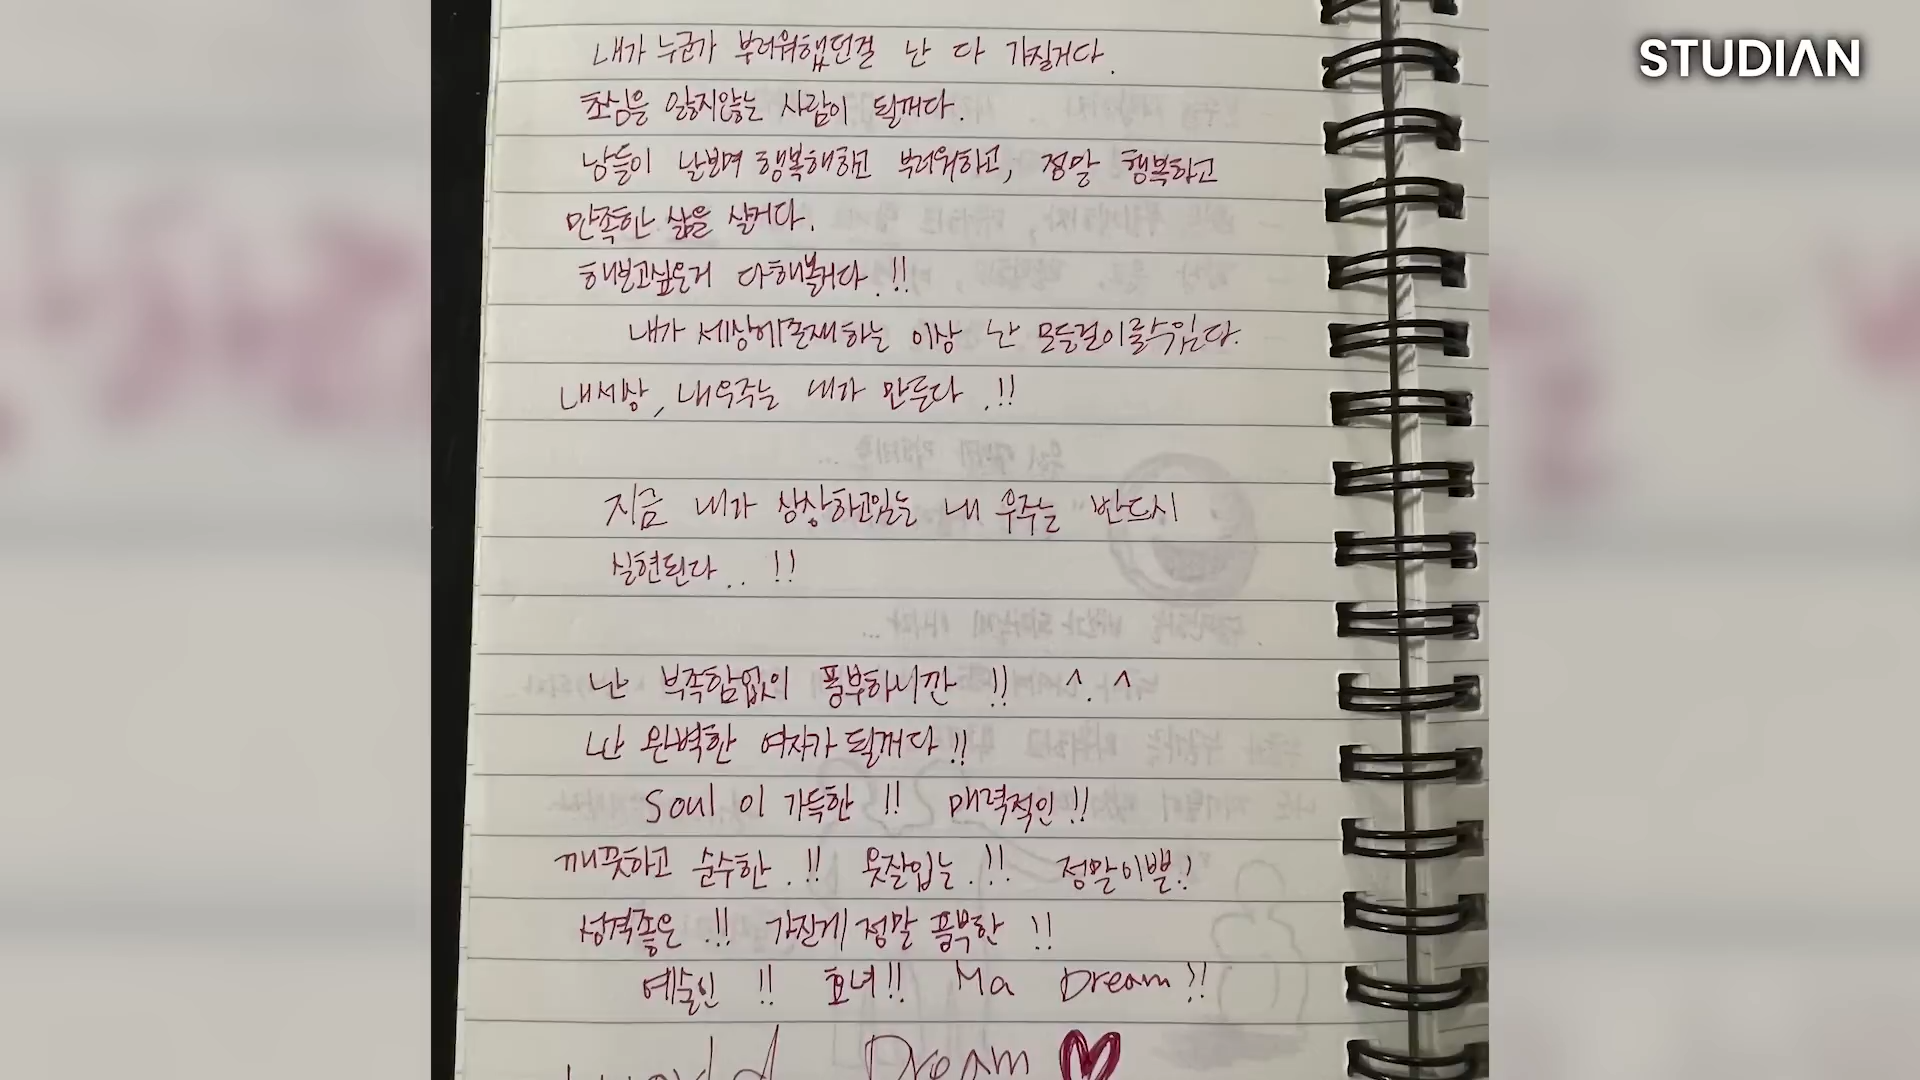 STUDIAN
내가 누군가 부러워했던걸 난 다 가질거다.
초심을 잃지않는 사람이 될꺼다.
남들이 날보며 행복해하고 부러워하고, 정말 행복하고
만족한 삶을 살거다.
해보고싶은거 다해볼거다.!!
내가 세상에존재하는 이상 난 모든걸이룰수있다.
내세상, 내우주는 내가 만든다.!!
지금 내가 상상하고있는 내 우주는 반드시
실현된다..!!
난 부족함없이 풍부하니깐!! ^.^
난 완벽한 여자가 될꺼다!!
Soul이 가득한!! 매력적인!!
깨끗하고 순수한.!! 옷잘입는.!! 정말이쁠!!
성격좋은!!! 가진게 정말 풍부한!!
예술인!! 효녀!! Ma Dream!!
Dream ♥